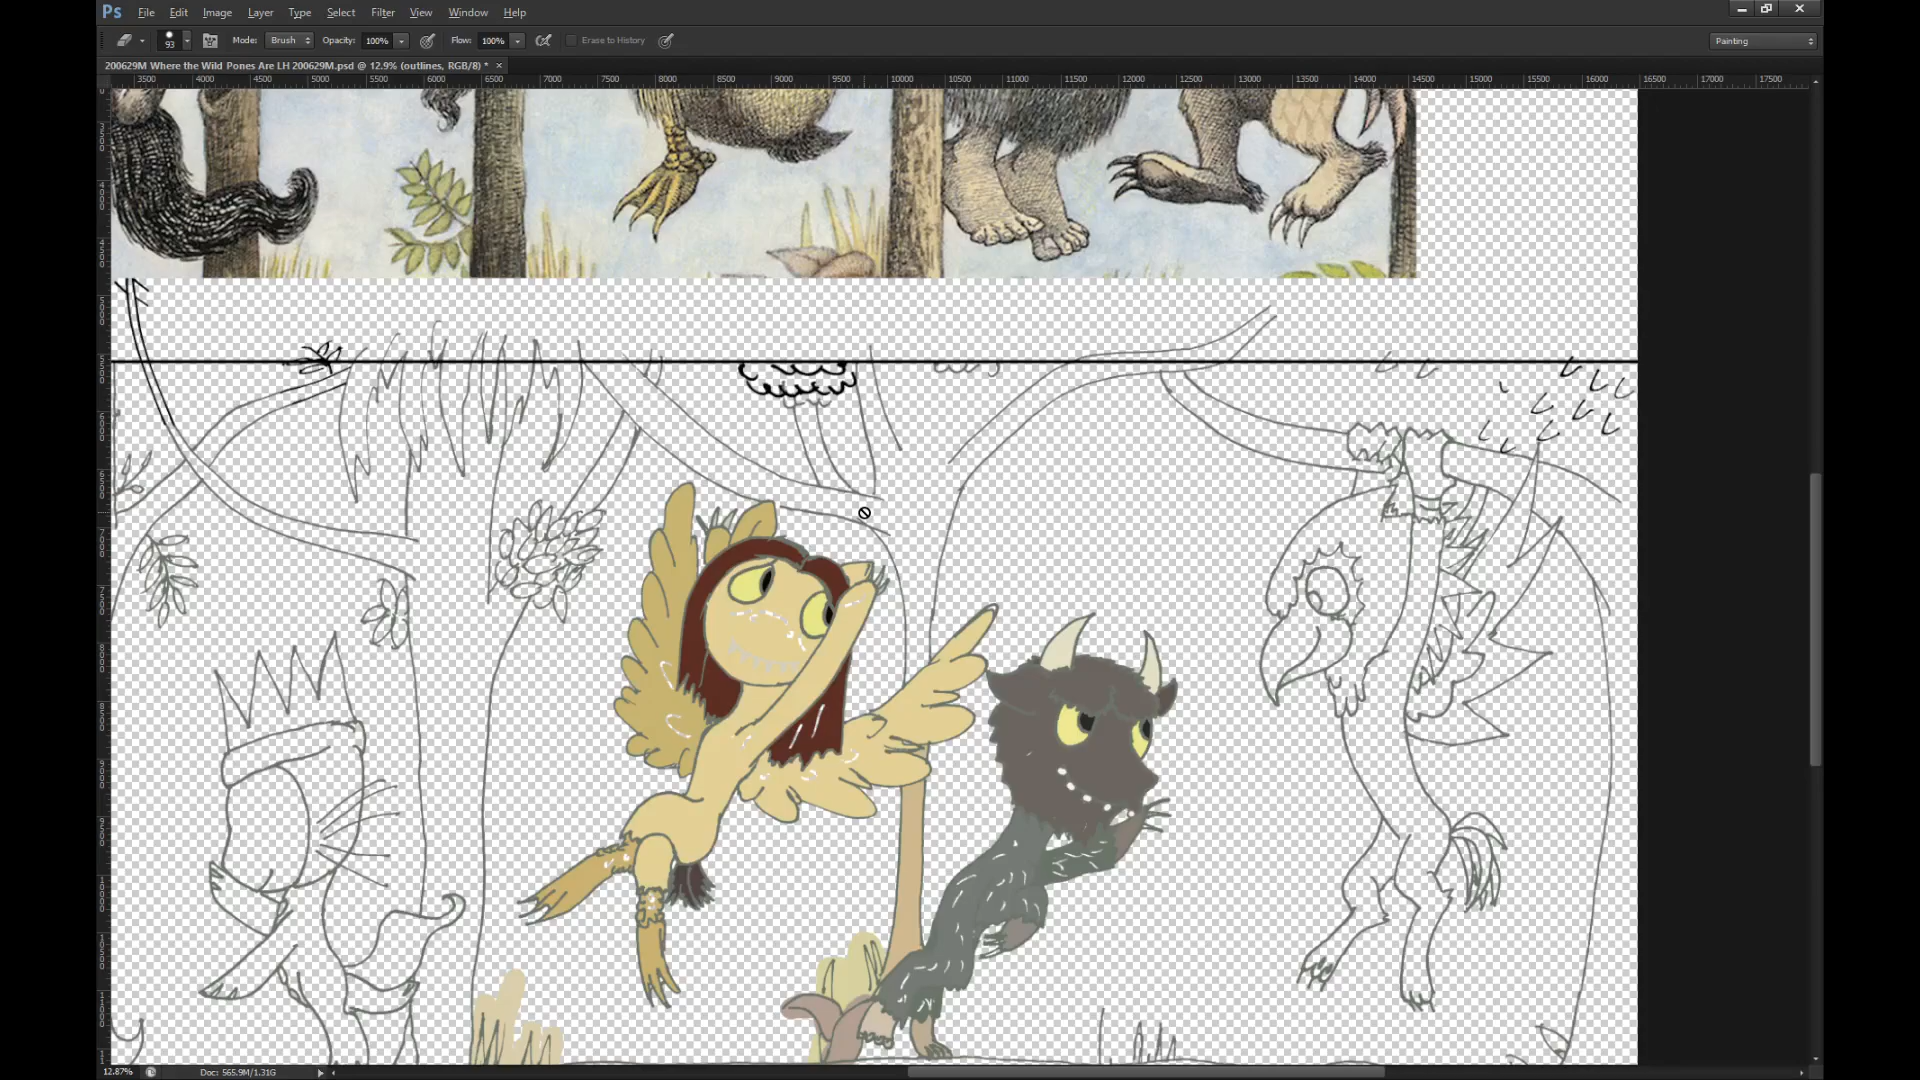 Ps File Edit Image Layer Type Select Filter View Window Help
93 Mode: Brush Opacity: 100% Flow: 100% Erase to History Painting
200629M Where the Wild Pones Are LH 200629M.psd @ 12.9% (outlines, RGB/8) * ×
3500 4000 4500 5000 5500 6000 6500 7000 7500 8000 8500 9000 9500 10000 10500 11000 11500 12000 12500 13000 13500 14000 14500 15000 15500 16000 16500 17000 17500
12.87% Doc: 565.9M/1.31G